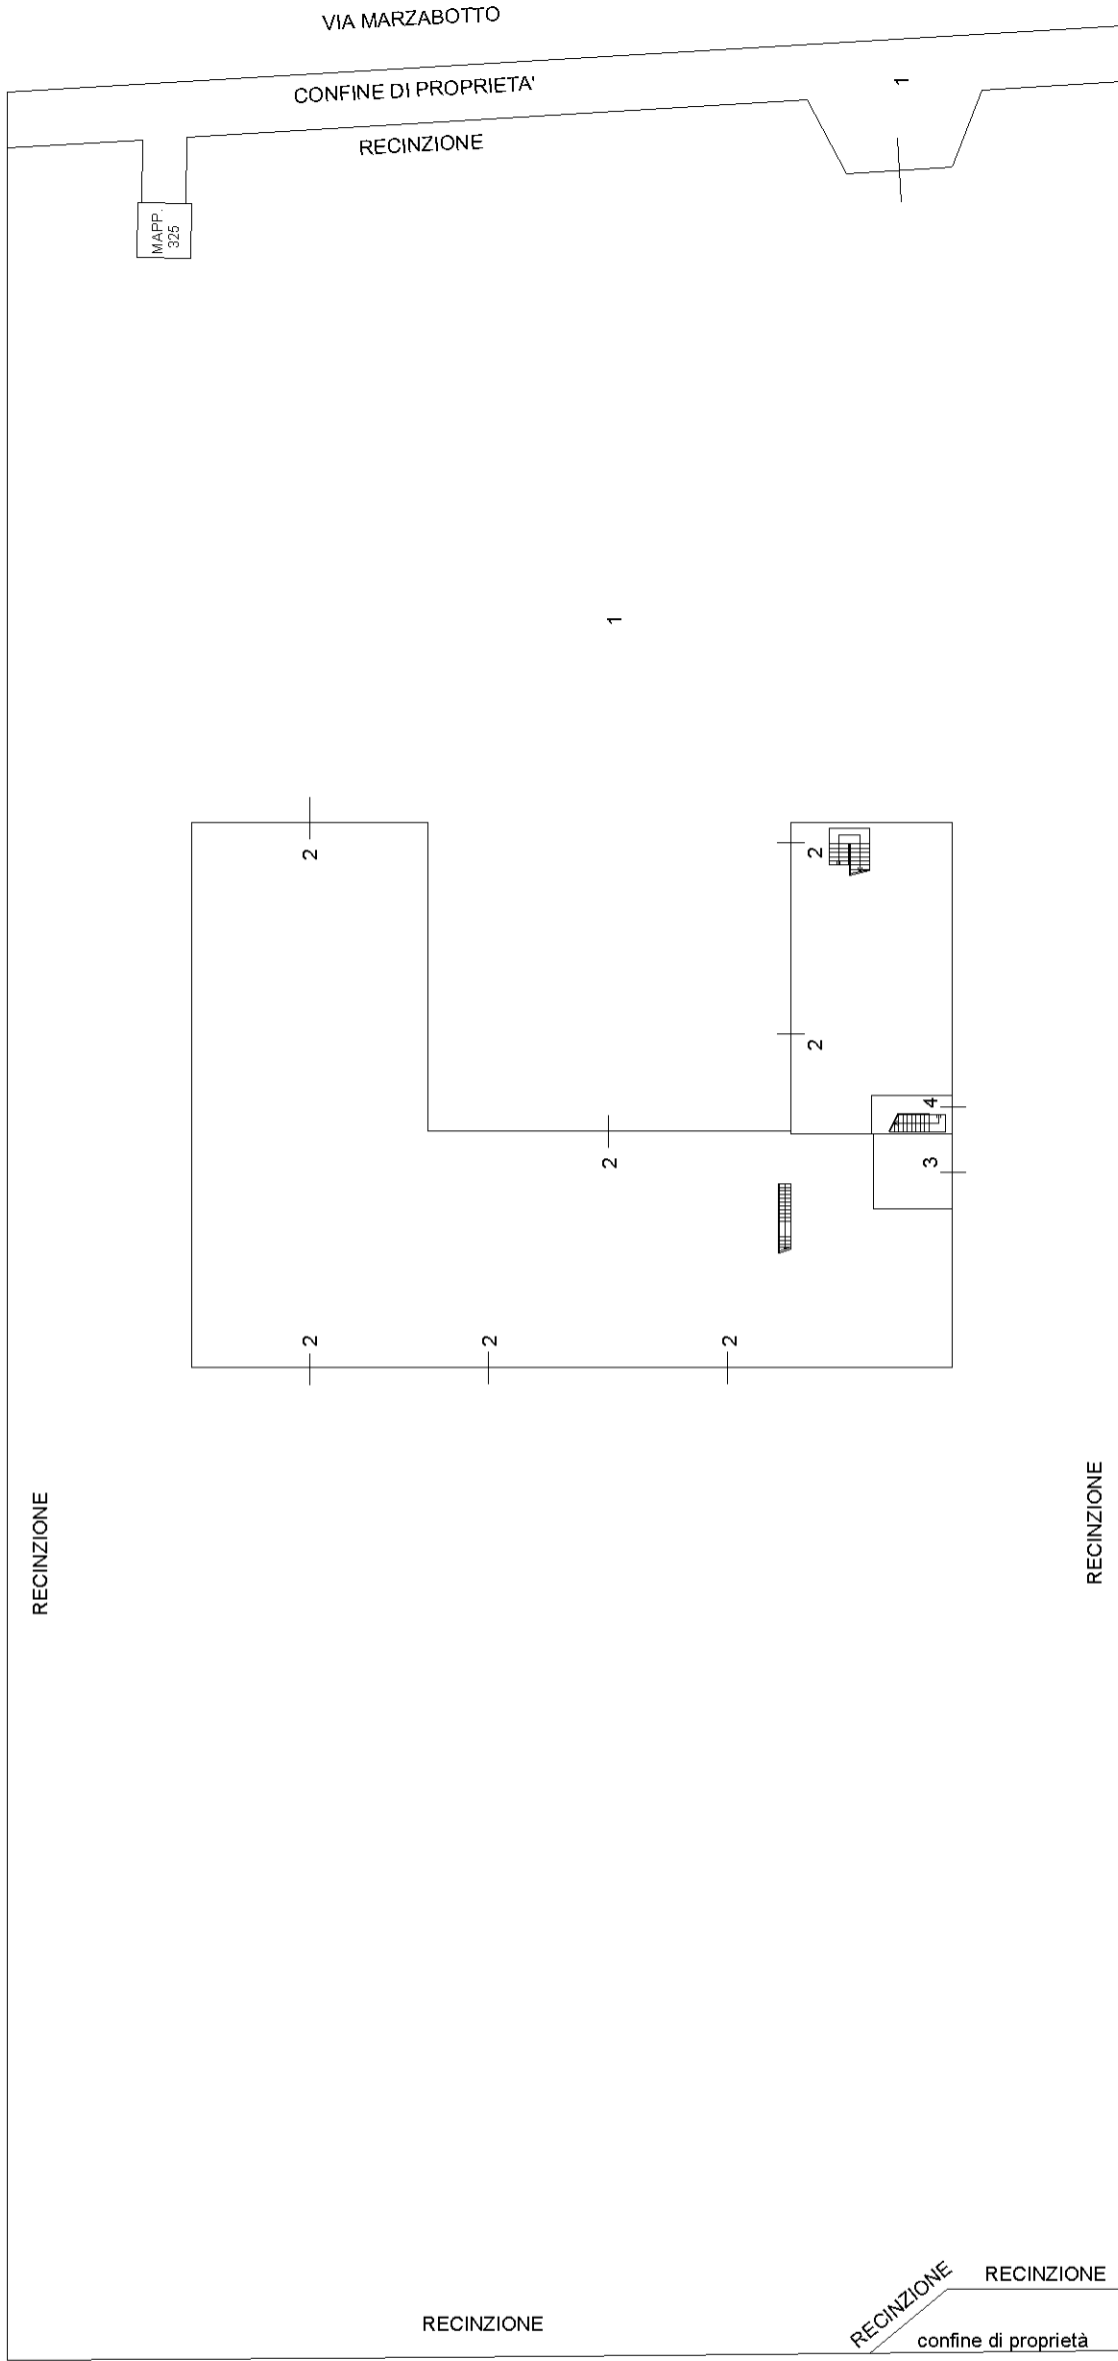 VIA MARZABOTTO
CONFINE DI PROPRIETA'
1
RECINZIONE
MAPP.
325
1
2
2
2
4
3
2
2
2
2
RECINZIONE
RECINZIONE
RECINZIONE
RECINZIONE
RECINZIONE
confine di proprietà